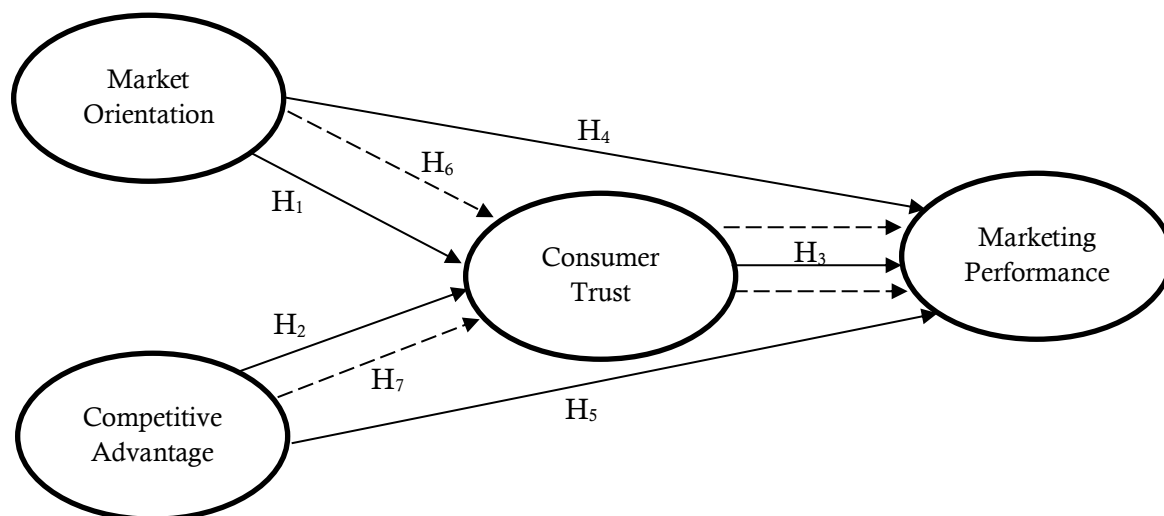 Market
Orientation
H₄
H₆
H₁
Consumer
Trust
H₃
Marketing
Performance
H₂
H₇
H₅
Competitive
Advantage